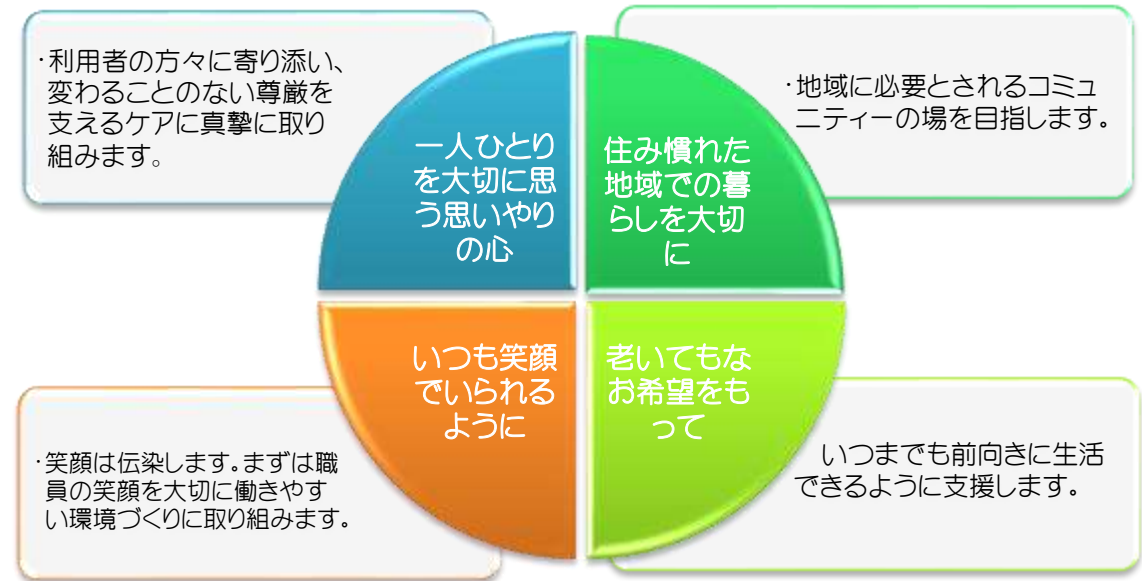 ・利用者の方々に寄り添い、
変わることのない尊厳を
支えるケアに真摯に取り
組みます。
一人ひとり
を大切に思
う思いやり
の心
住み慣れた
地域での暮
らしを大切
に
・地域に必要とされるコミュ
ニティーの場を目指します。
・笑顔は伝染します。まずは職
員の笑顔を大切に働きやす
い環境づくりに取り組みます。
いつも笑顔
でいられる
ように
老いてもな
お希望をも
って
いつまでも前向きに生活
できるように支援します。